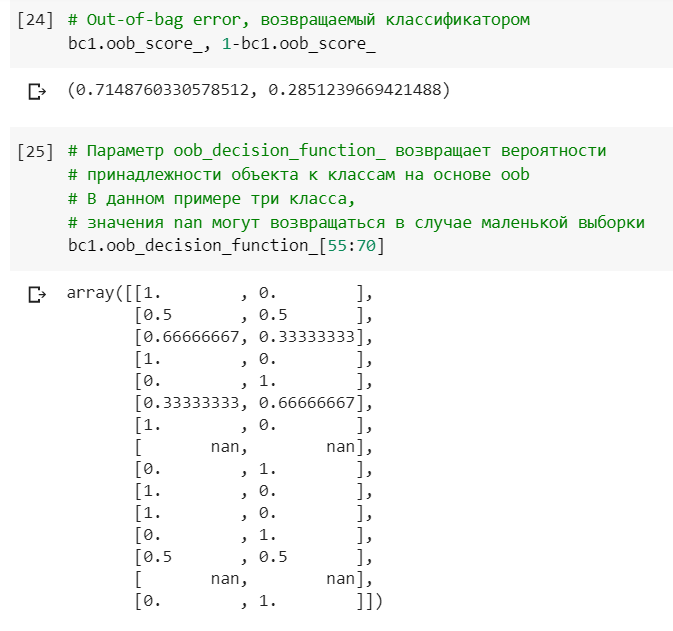 [24] # Out-of-bag error, возвращаемый классификатором
bc1.oob_score_, 1-bc1.oob_score_
(0.7148760330578512, 0.2851239669421488)
[25] # Параметр oob_decision_function_ возвращает вероятности
# принадлежности объекта к классам на основе oob
# В данном примере три класса,
# значения nan могут возвращаться в случае маленькой выборки
bc1.oob_decision_function_[55:70]
array([[1.        , 0.        ],
       [0.5       , 0.5       ],
       [0.66666667, 0.33333333],
       [1.        , 0.        ],
       [0.        , 1.        ],
       [0.33333333, 0.66666667],
       [1.        , 0.        ],
       [       nan,        nan],
       [0.        , 1.        ],
       [1.        , 0.        ],
       [1.        , 0.        ],
       [0.        , 1.        ],
       [0.5       , 0.5       ],
       [       nan,        nan],
       [0.        , 1.        ]])